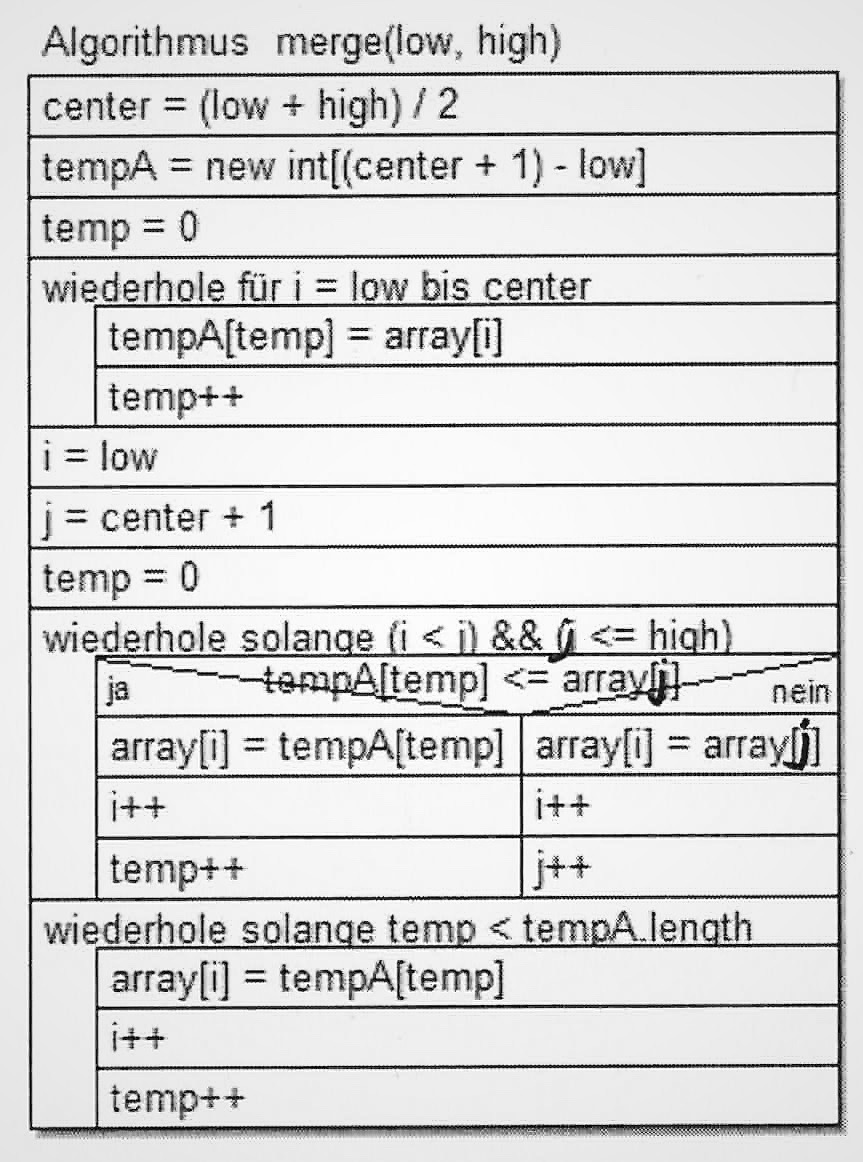 Algorithmus merge(low, high)
center = (low + high) / 2
tempA = new int[(center + 1) - low]
temp = 0
wiederhole für i = low bis center
tempA[temp] = array[i]
temp++
i = low
j = center + 1
temp = 0
wiederhole solange (i < j) && (j <= high)
tempA[temp] <= array[j]
ja
nein
array[i] = tempA[temp]
array[i] = array[j]
i++
i++
temp++
j++
wiederhole solange temp < tempA.length
array[i] = tempA[temp]
i++
temp++